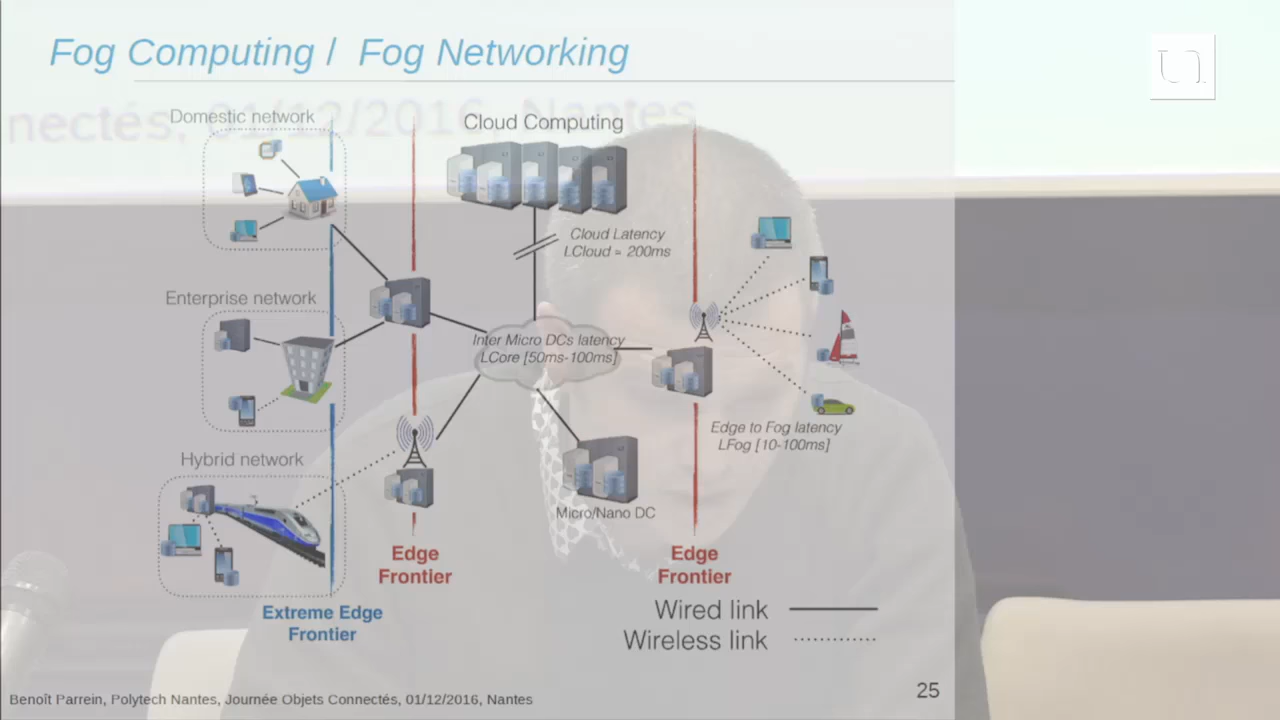 Fog Computing / Fog Networking
nectés, 01/12/2016, Nantes
Domestic network
Cloud Computing
Cloud Latency
LCloud ≈ 200ms
Enterprise network
Inter Micro DCs latency
LCore [50ms-100ms]
Edge to Fog latency
LFog [10-100ms]
Hybrid network
Micro/Nano DC
Edge
Frontier
Edge
Frontier
Extreme Edge
Frontier
Wired link
Wireless link
Benoît Parrein, Polytech Nantes, Journée Objets Connectés, 01/12/2016, Nantes
25